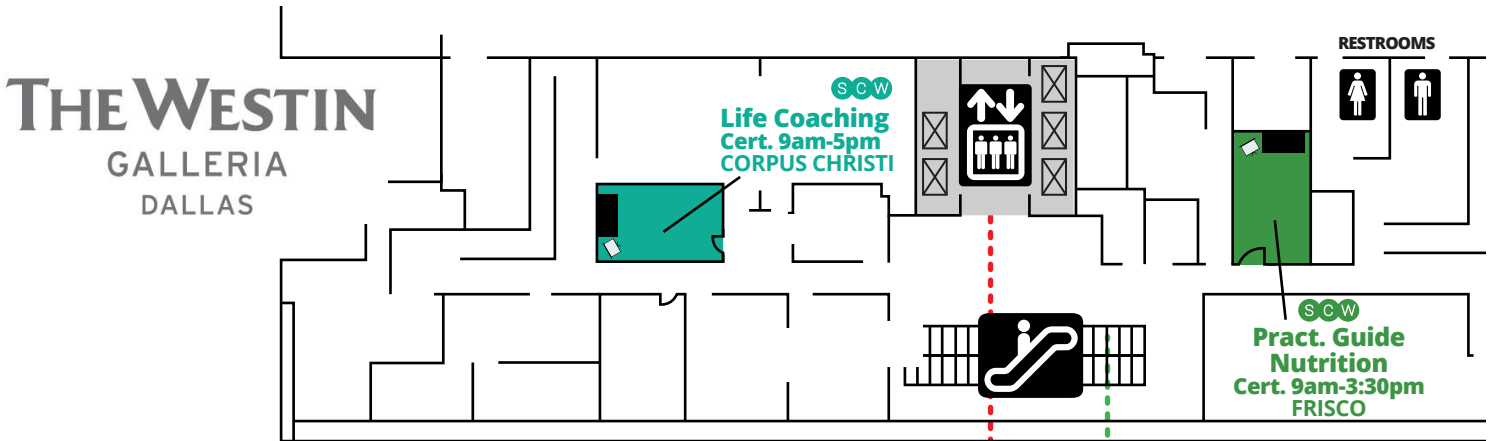 THE WESTIN
GALLERIA
DALLAS
SCW
Life Coaching
Cert. 9am-5pm
CORPUS CHRISTI
RESTROOMS
SCW
Pract. Guide
Nutrition
Cert. 9am-3:30pm
FRISCO